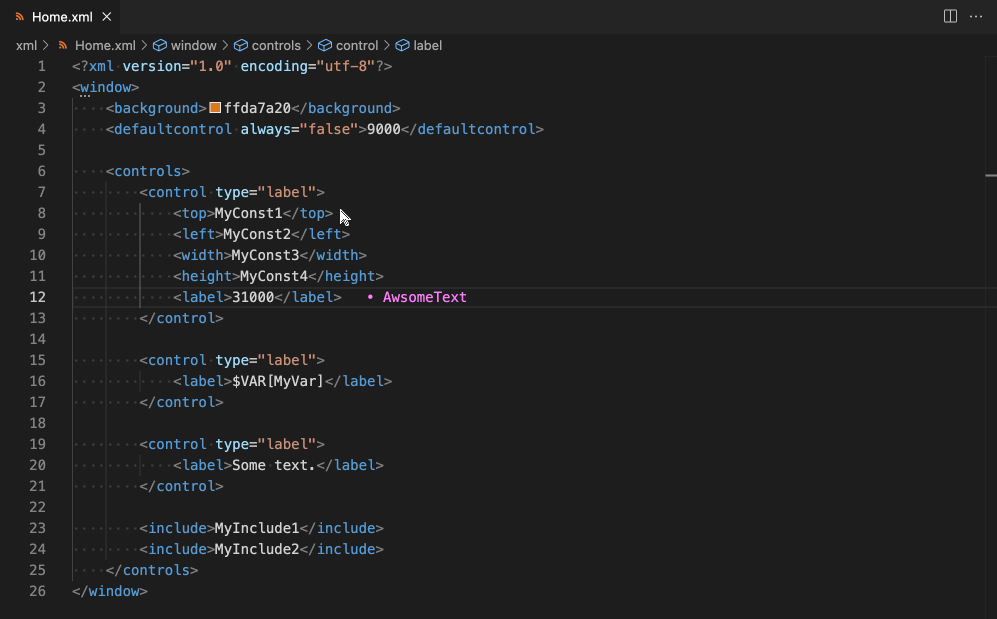 Home.xml
xml > Home.xml > window > controls > control > label
1 <?xml version="1.0" encoding="utf-8"?>
2 <window>
3 <background>ffda7a20</background>
4 <defaultcontrol always="false">9000</defaultcontrol>
5
6 <controls>
7 <control type="label">
8 <top>MyConst1</top>
9 <left>MyConst2</left>
10 <width>MyConst3</width>
11 <height>MyConst4</height>
12 <label>31000</label> • AwsomeText
13 </control>
14
15 <control type="label">
16 <label>$VAR[MyVar]</label>
17 </control>
18
19 <control type="label">
20 <label>Some text.</label>
21 </control>
22
23 <include>MyInclude1</include>
24 <include>MyInclude2</include>
25 </controls>
26 </window>